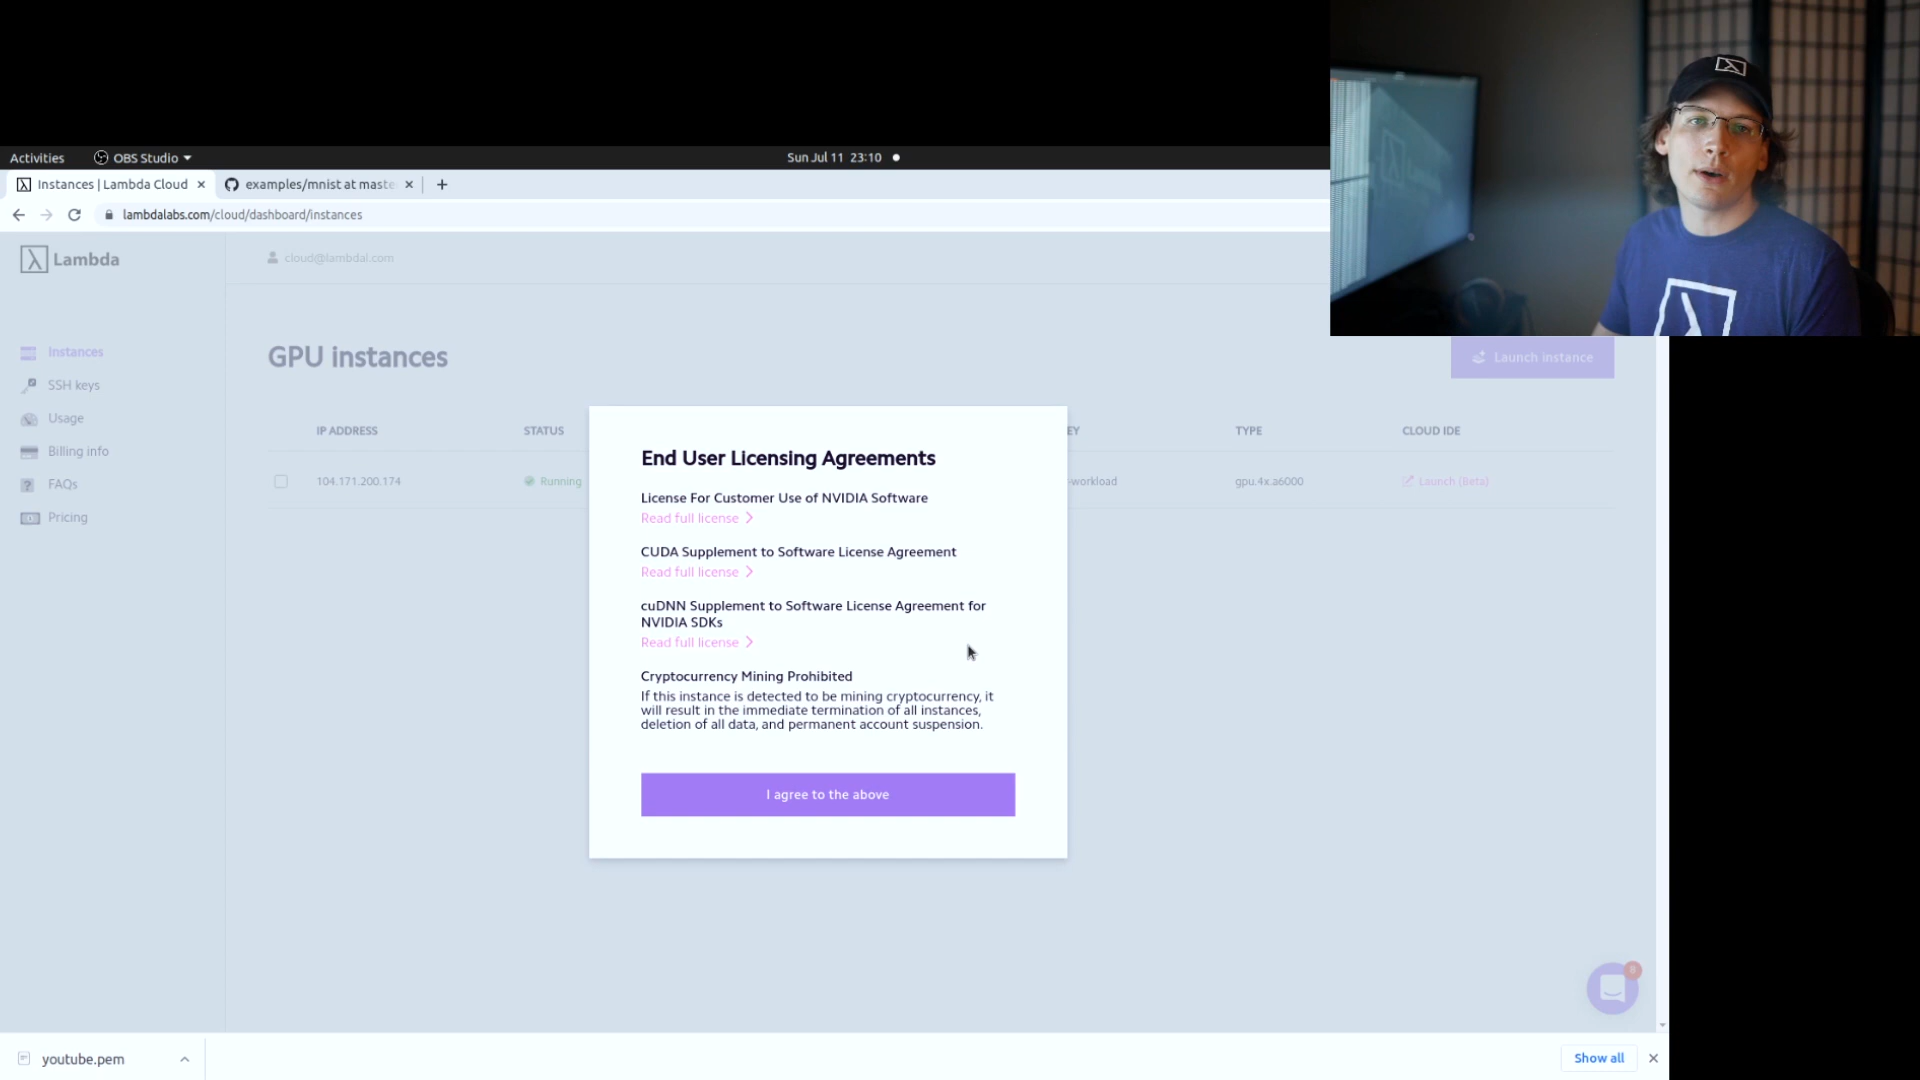 Activities
OBS Studio
Sun Jul 11 23:10
Instances | Lambda Cloud
examples/mnist at maste
lambdalabs.com/cloud/dashboard/instances
Lambda
cloud@lambdal.com
Instances
SSH keys
Usage
Billing info
FAQs
Pricing
GPU instances
Launch instance
IP ADDRESS STATUS EY TYPE CLOUD IDE
104.171.200.174 Running -workload gpu.4x.a6000 Launch (Beta)
End User Licensing Agreements
License For Customer Use of NVIDIA Software
Read full license
CUDA Supplement to Software License Agreement
Read full license
cuDNN Supplement to Software License Agreement for
NVIDIA SDKs
Read full license
Cryptocurrency Mining Prohibited
If this instance is detected to be mining cryptocurrency, it
will result in the immediate termination of all instances,
deletion of all data, and permanent account suspension.
I agree to the above
8
youtube.pem
Show all